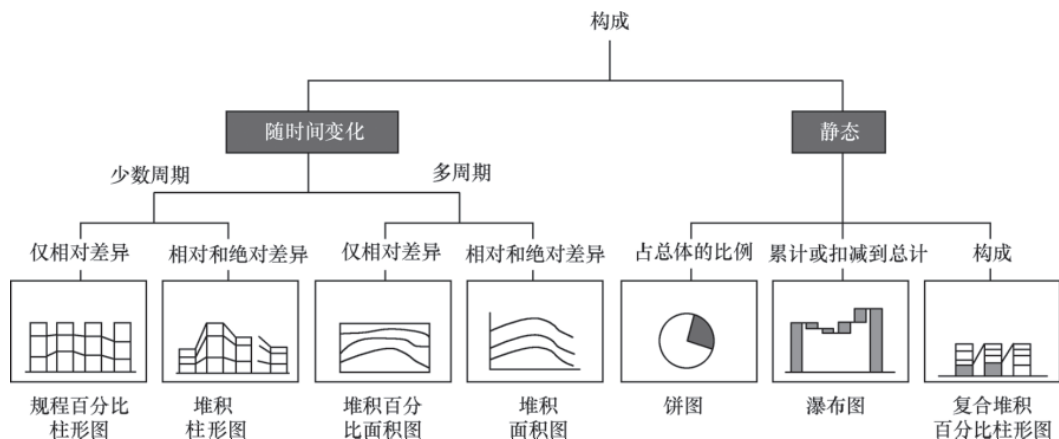 构成
随时间变化
静态
少数周期
多周期
仅相对差异
相对和绝对差异
仅相对差异
相对和绝对差异
占总体的比例
累计或扣减到总计
构成
规程百分比
柱形图
堆积
柱形图
堆积百分
比面积图
堆积
面积图
饼图
瀑布图
复合堆积
百分比柱形图